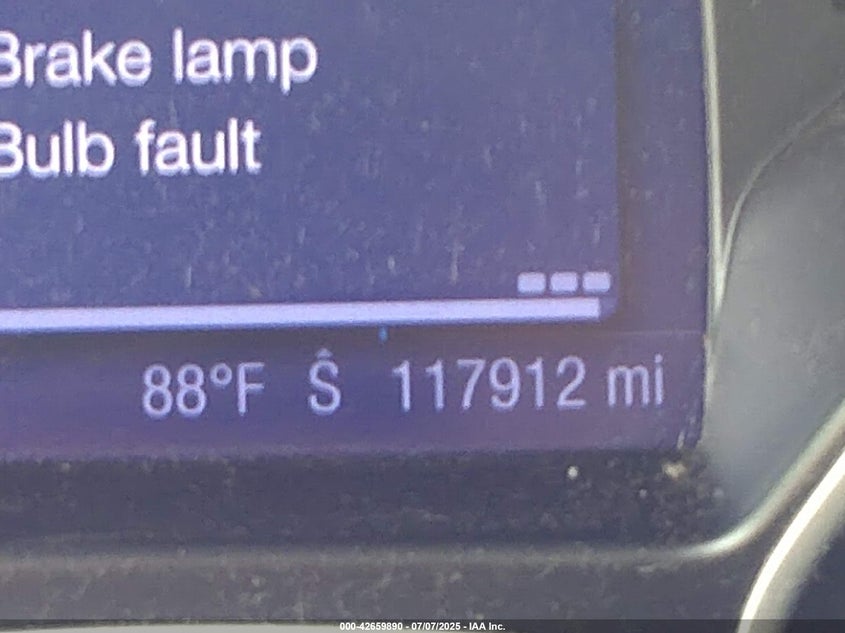 Brake lamp
Bulb fault
88°F Ŝ 117912 mi
000-42659890 - 07/07/2025 - IAA Inc.